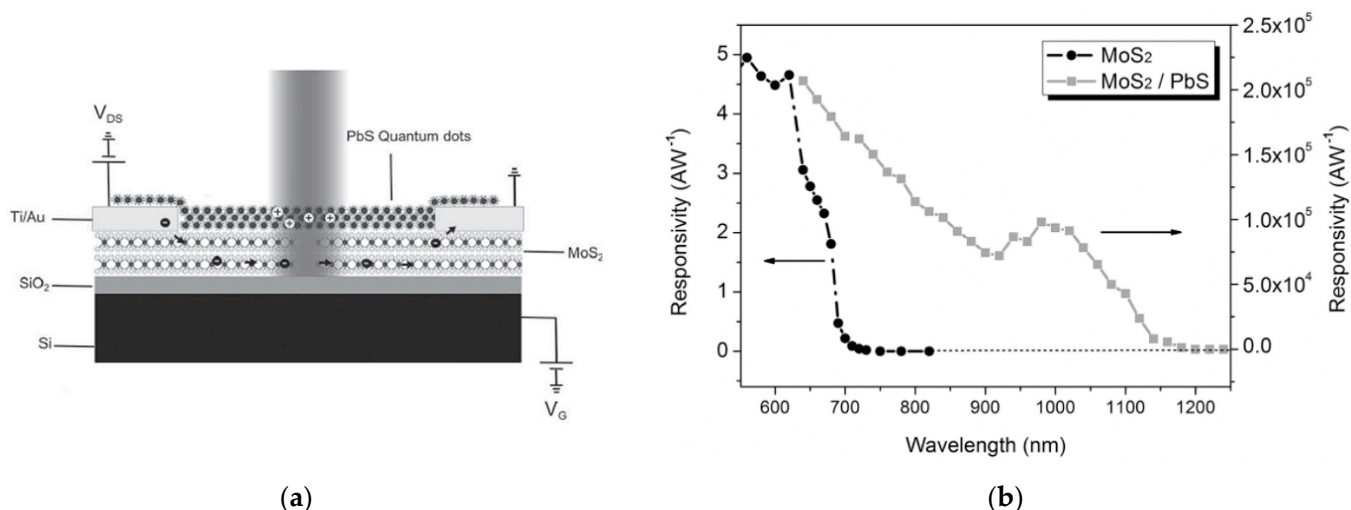 V_DS
PbS Quantum dots
Ti/Au
MoS₂
SiO₂
Si
V_G
(a)
MoS₂
MoS₂ / PbS
Responsivity (AW⁻¹)
5
4
3
2
1
0
2.5x10⁵
2.0x10⁵
1.5x10⁵
1.0x10⁵
5.0x10⁴
0.0
Responsivity (AW⁻¹)
600 700 800 900 1000 1100 1200
Wavelength (nm)
(b)